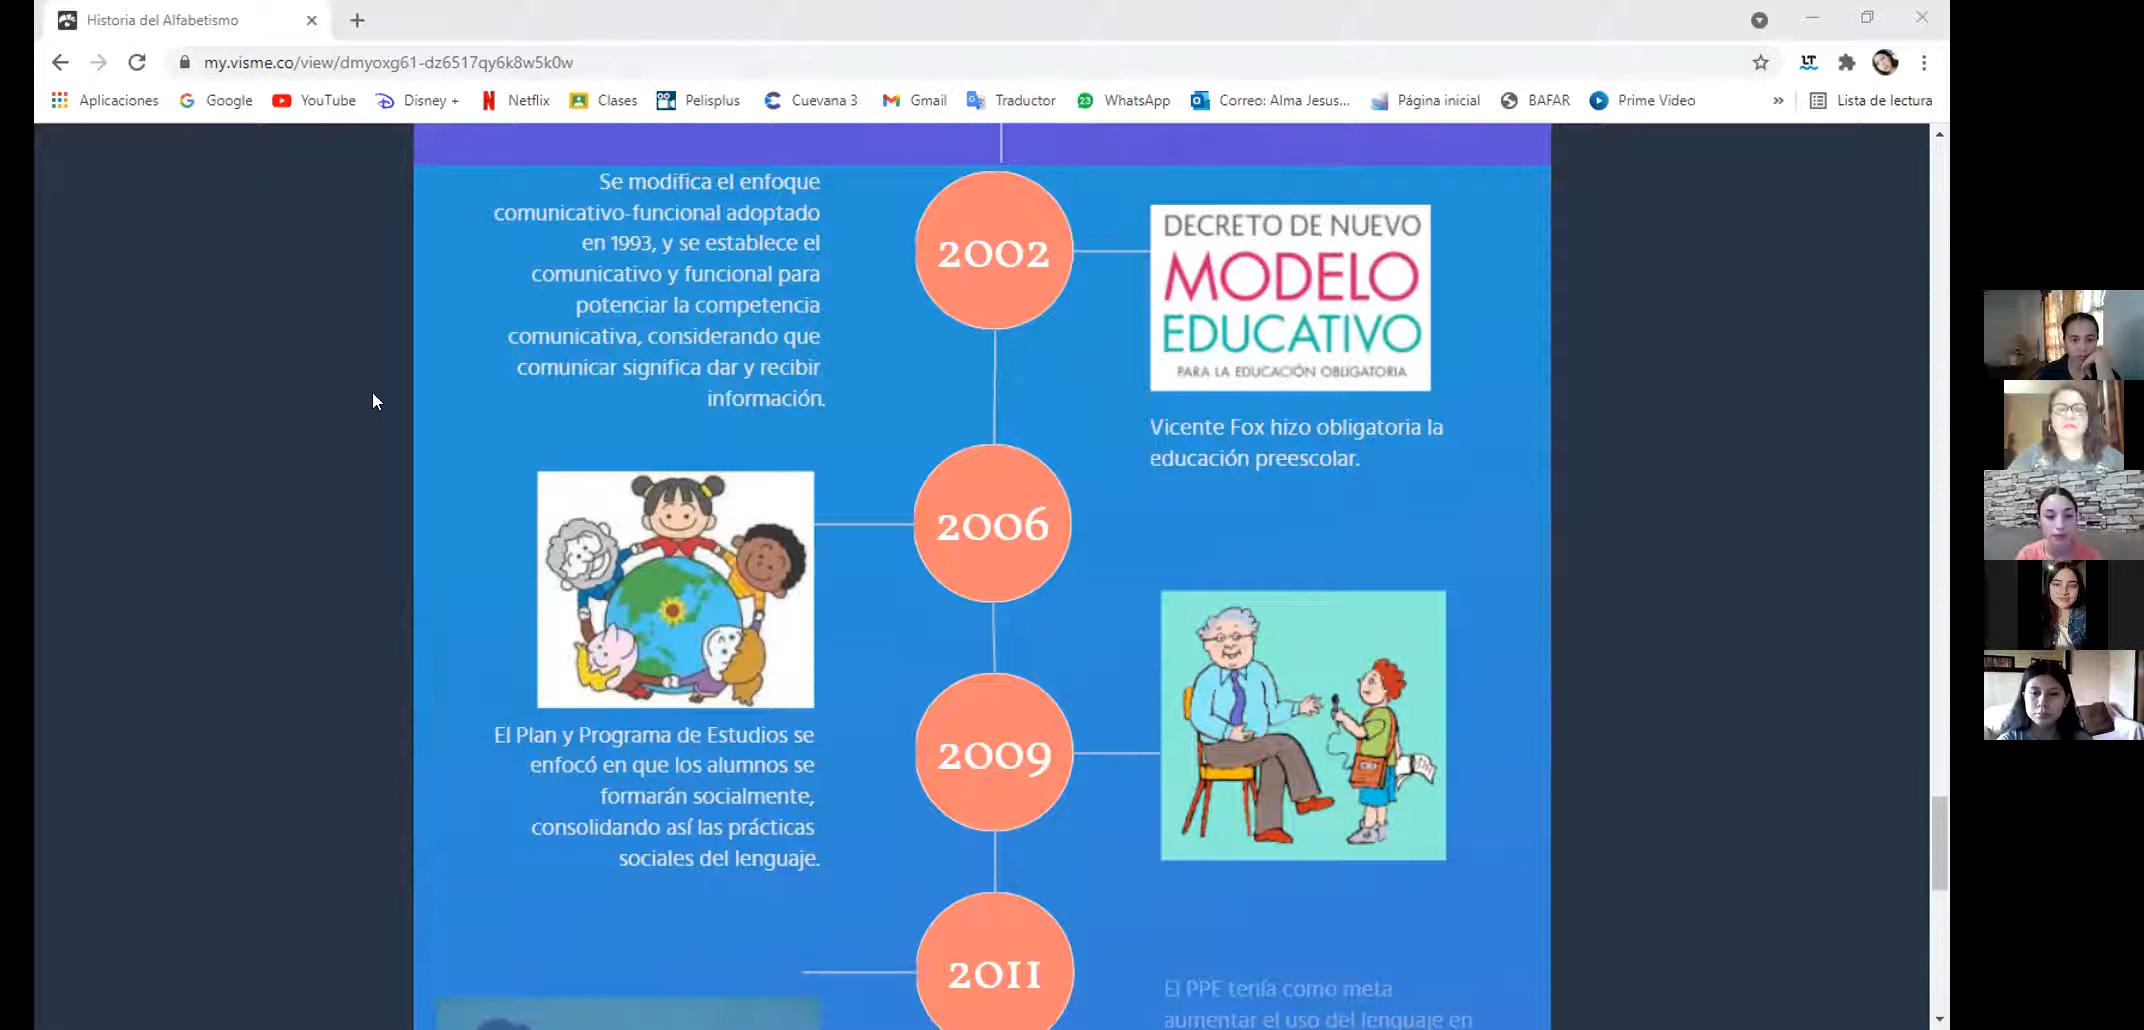 Historia del Alfabetismo
my.visme.co/view/dmyoxg61-dz6517qy6k8w5k0w
LT
Aplicaciones
Google
YouTube
Disney +
Netflix
Clases
Pelisplus
Cuevana 3
Gmail
Traductor
23
WhatsApp
Correo: Alma Jesus...
Página inicial
BAFAR
Prime Video
»
Lista de lectura
Se modifica el enfoque
comunicativo-funcional adoptado
en 1993, y se establece el
comunicativo y funcional para
potenciar la competencia
comunicativa, considerando que
comunicar significa dar y recibir
información.
2002
DECRETO DE NUEVO
MODELO
EDUCATIVO
PARA LA EDUCACIÓN OBLIGATORIA
Vicente Fox hizo obligatoria la
educación preescolar.
2006
El Plan y Programa de Estudios se
enfocó en que los alumnos se
formarán socialmente,
consolidando así las prácticas
sociales del lenguaje.
2009
2011
El PPE tenía como meta
aumentar el uso del lenguaje en